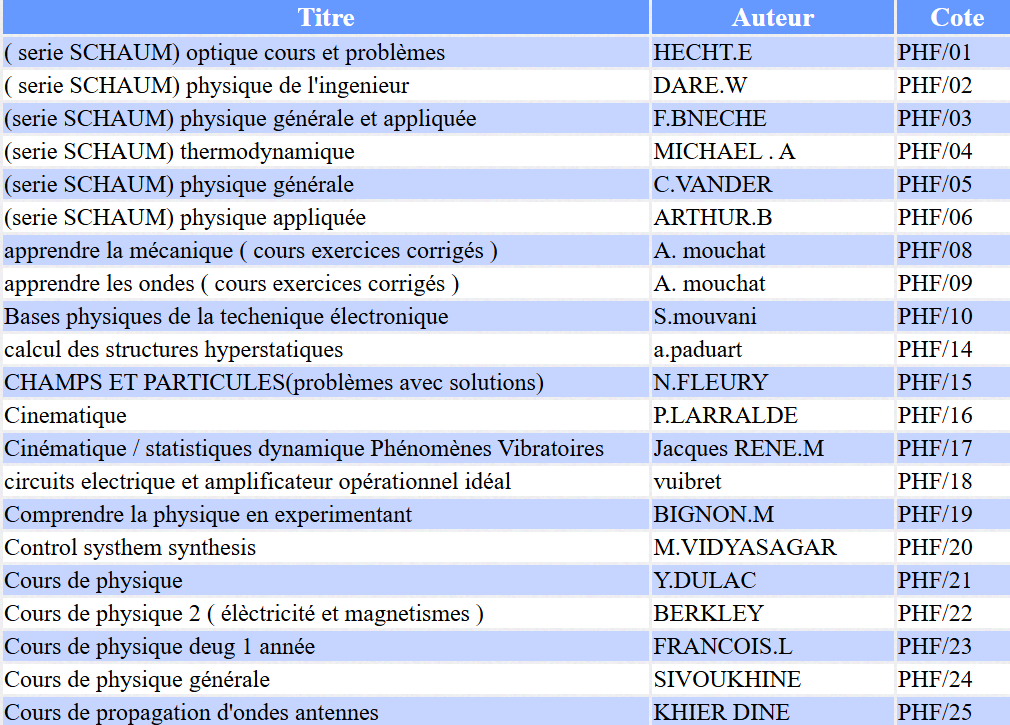 Titre Auteur Cote
( serie SCHAUM) optique cours et problèmes HECHT.E PHF/01
( serie SCHAUM) physique de l'ingenieur DARE.W PHF/02
(serie SCHAUM) physique générale et appliquée F.BNECHE PHF/03
(serie SCHAUM) thermodynamique MICHAEL . A PHF/04
(serie SCHAUM) physique générale C.VANDER PHF/05
(serie SCHAUM) physique appliquée ARTHUR.B PHF/06
apprendre la mécanique ( cours exercices corrigés ) A. mouchat PHF/08
apprendre les ondes ( cours exercices corrigés ) A. mouchat PHF/09
Bases physiques de la techenique électronique S.mouvani PHF/10
calcul des structures hyperstatiques a.paduart PHF/14
CHAMPS ET PARTICULES(problèmes avec solutions) N.FLEURY PHF/15
Cinematique P.LARRALDE PHF/16
Cinématique / statistiques dynamique Phénomènes Vibratoires Jacques RENE.M PHF/17
circuits electrique et amplificateur opérationnel idéal vuibret PHF/18
Comprendre la physique en experimentant BIGNON.M PHF/19
Control systhem synthesis M.VIDYASAGAR PHF/20
Cours de physique Y.DULAC PHF/21
Cours de physique 2 ( élèctricité et magnetismes ) BERKLEY PHF/22
Cours de physique deug 1 année FRANCOIS.L PHF/23
Cours de physique générale SIVOUKHINE PHF/24
Cours de propagation d'ondes antennes KHIER DINE PHF/25